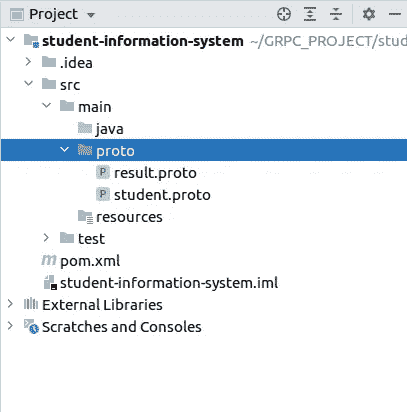 Project
student-information-system ~/GRPC_PROJECT/stud
.idea
src
main
java
proto
P result.proto
P student.proto
resources
test
m pom.xml
student-information-system.iml
External Libraries
Scratches and Consoles